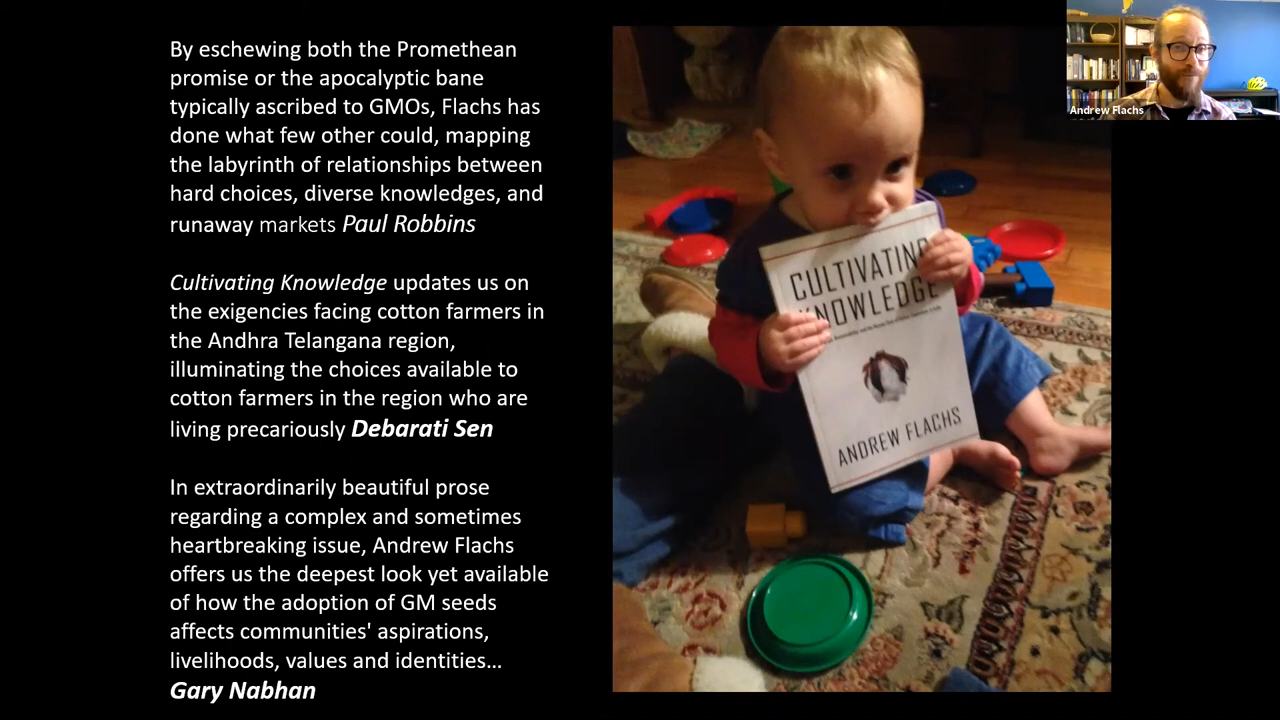 By eschewing both the Promethean
promise or the apocalyptic bane
typically ascribed to GMOs, Flachs has
done what few other could, mapping
the labyrinth of relationships between
hard choices, diverse knowledges, and
runaway markets Paul Robbins
Cultivating Knowledge updates us on
the exigencies facing cotton farmers in
the Andhra Telangana region,
illuminating the choices available to
cotton farmers in the region who are
living precariously Debarati Sen
In extraordinarily beautiful prose
regarding a complex and sometimes
heartbreaking issue, Andrew Flachs
offers us the deepest look yet available
of how the adoption of GM seeds
affects communities' aspirations,
livelihoods, values and identities…
Gary Nabhan
CULTIVATING
KNOWLEDGE
ANDREW FLACHS
Andrew Flachs